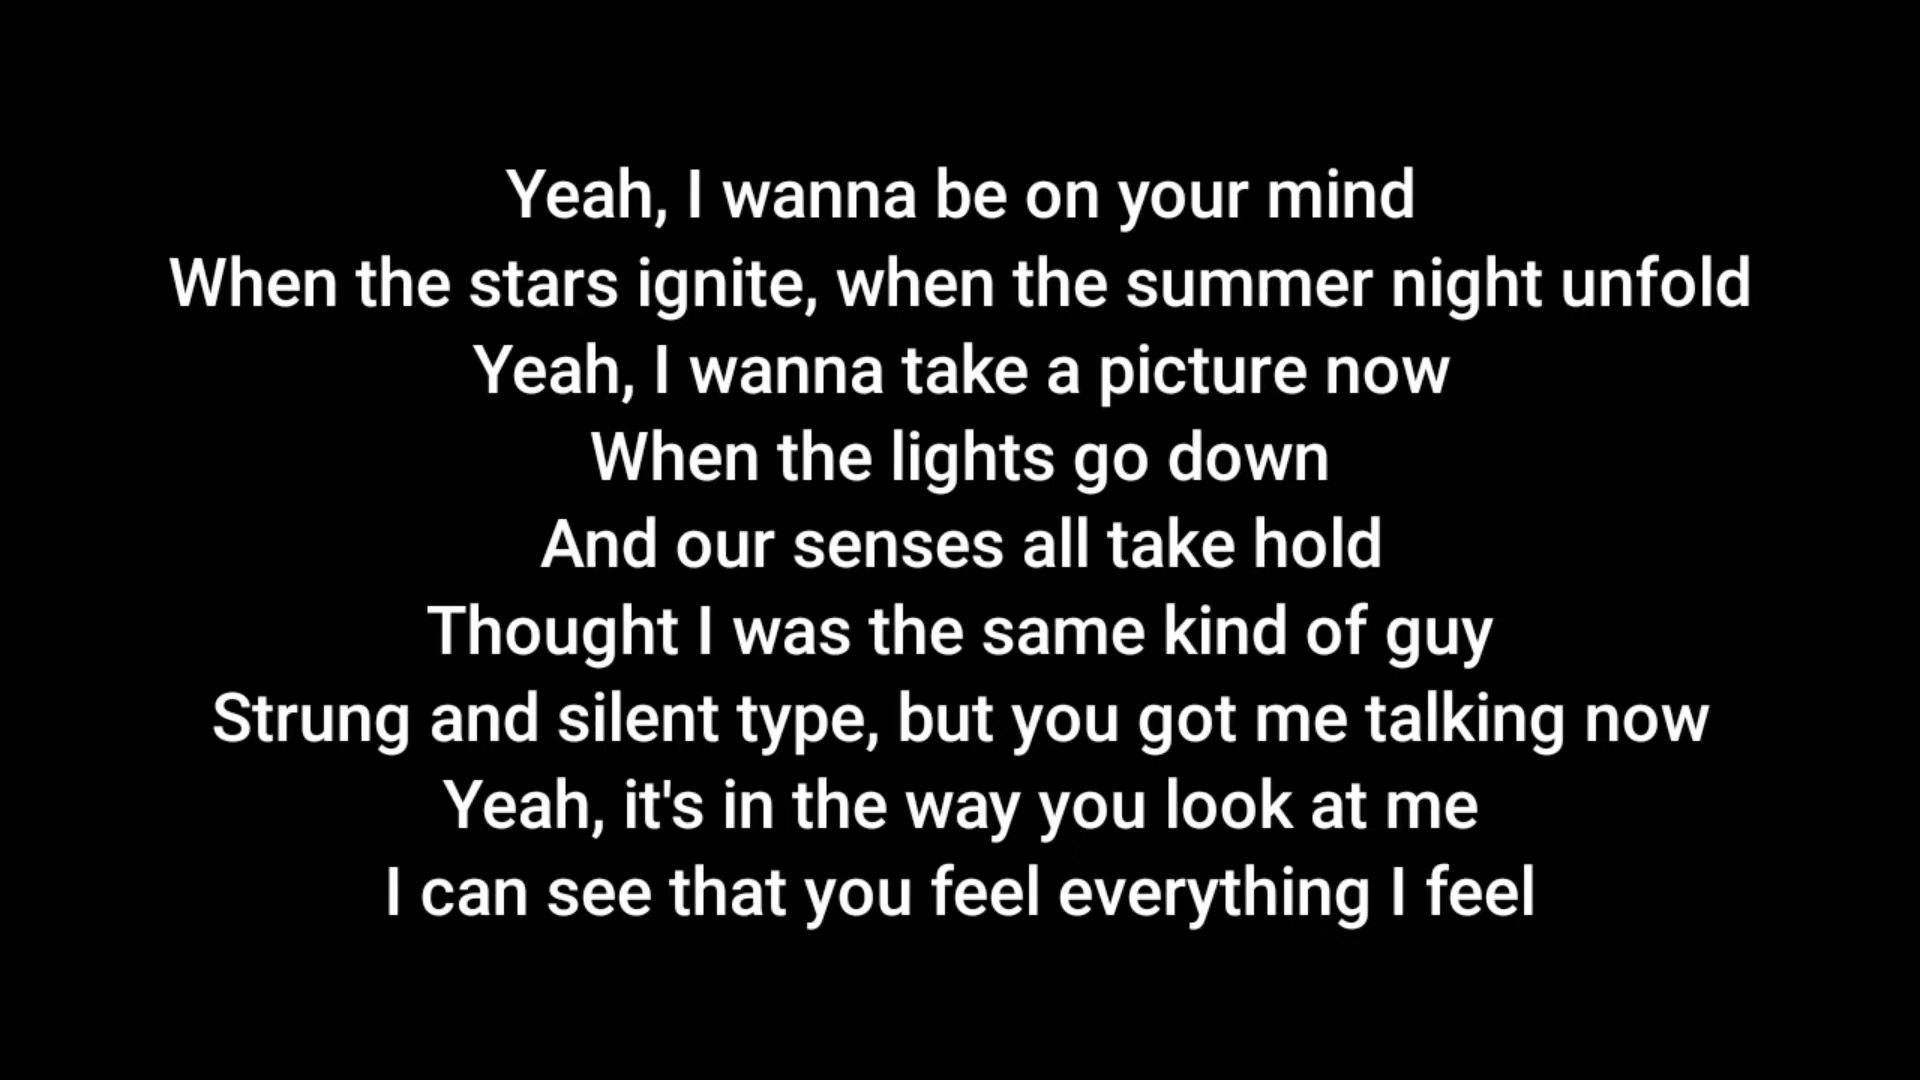 Yeah, I wanna be on your mind
When the stars ignite, when the summer night unfold
Yeah, I wanna take a picture now
When the lights go down
And our senses all take hold
Thought I was the same kind of guy
Strung and silent type, but you got me talking now
Yeah, it's in the way you look at me
I can see that you feel everything I feel